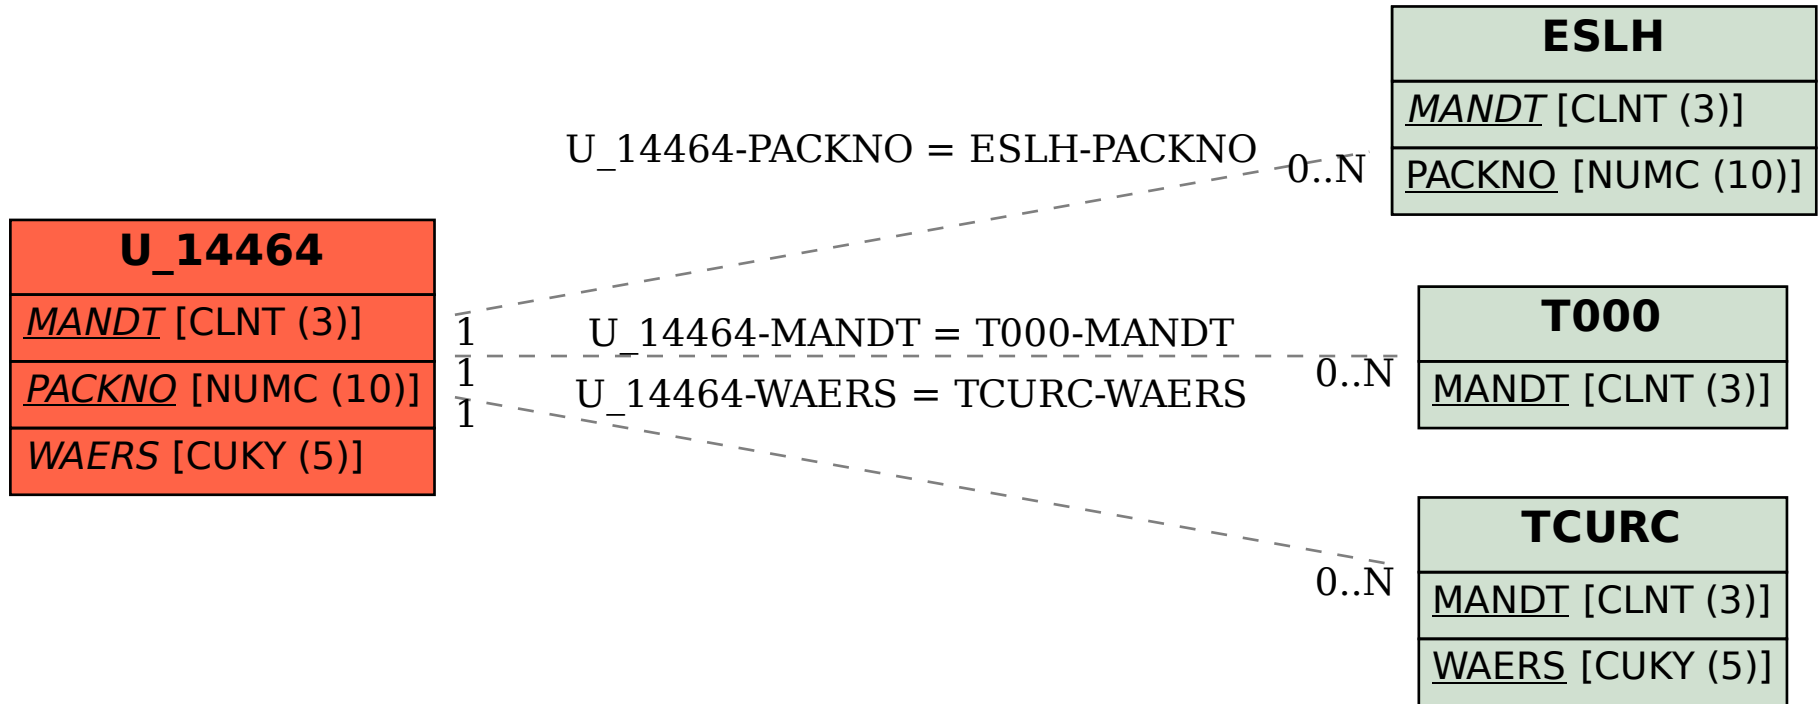 U_14464
MANDT [CLNT (3)]
PACKNO [NUMC (10)]
WAERS [CUKY (5)]
U_14464-PACKNO = ESLH-PACKNO
0..N
1
U_14464-MANDT = T000-MANDT
0..N
1
U_14464-WAERS = TCURC-WAERS
0..N
1
ESLH
MANDT [CLNT (3)]
PACKNO [NUMC (10)]
T000
MANDT [CLNT (3)]
TCURC
MANDT [CLNT (3)]
WAERS [CUKY (5)]